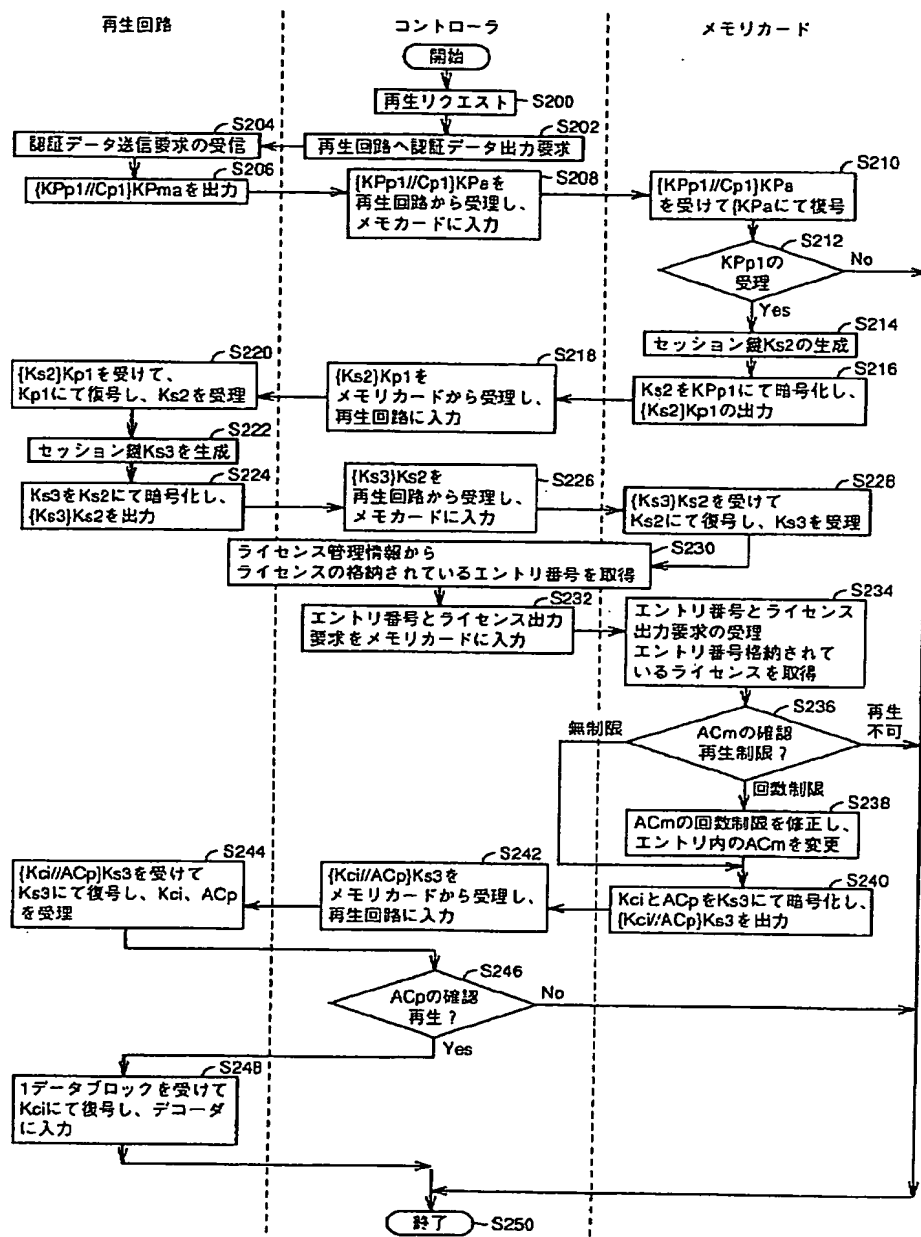 再生回路
コントローラ
メモリカード
開始
再生リクエスト
S200
S202
再生回路へ認証データ出力要求
S204
認証データ送信要求の受信
S206
{KPp1//Cp1}KPmaを出力
S208
{KPp1//Cp1}KPaを
再生回路から受理し、
メモカードに入力
S210
{KPp1//Cp1}KPa
を受けて{KPaにて復号
S212
KPp1の
受理
No
Yes
S214
セッション鍵Ks2の生成
S216
Ks2をKPp1にて暗号化し、
{Ks2}Kp1の出力
S218
{Ks2}Kp1を
メモリカードから受理し、
再生回路に入力
S220
{Ks2}Kp1を受けて、
Kp1にて復号し、Ks2を受理
S222
セッション鍵Ks3を生成
S224
Ks3をKs2にて暗号化し、
{Ks3}Ks2を出力
{Ks3}Ks2を
再生回路から受理し、
メモカードに入力
S226
S228
{Ks3}Ks2を受けて
Ks2にて復号し、Ks3を受理
S230
ライセンス管理情報から
ライセンスの格納されているエントリ番号を取得
S232
エントリ番号とライセンス出力
要求をメモリカードに入力
S234
エントリ番号とライセンス
出力要求の受理
エントリ番号格納されて
いるライセンスを取得
S236
ACmの確認
再生制限？
無制限
再生
不可
回数制限
S238
ACmの回数制限を修正し、
エントリ内のACmを変更
S240
KciとACpをKs3にて暗号化し、
{Kci//ACp}Ks3を出力
S242
{Kci//ACp}Ks3を
メモリカードから受理し、
再生回路に入力
S244
{Kci//ACp}Ks3を受けて
Ks3にて復号し、Kci、ACp
を受理
S246
ACpの確認
再生？
No
Yes
S248
1データブロックを受けて
Kciにて復号し、デコーダ
に入力
終了
S250